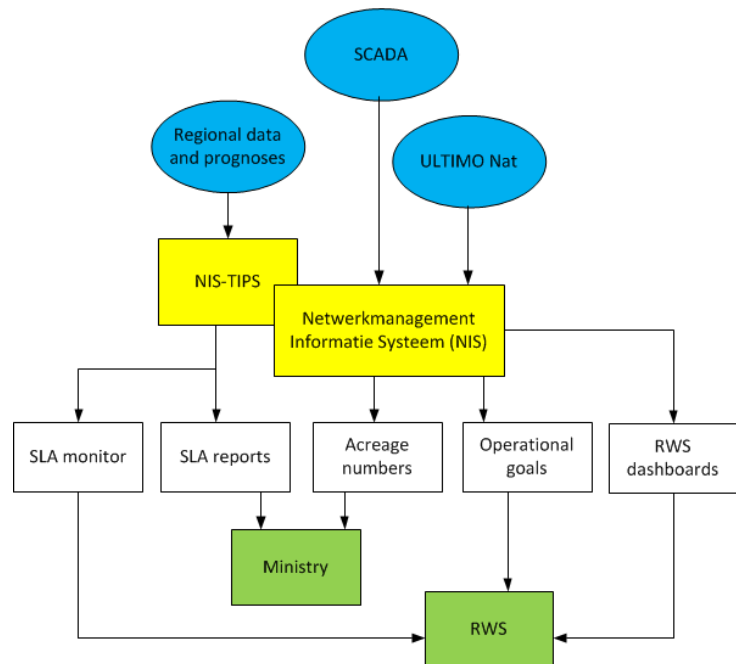 SCADA
Regional data
and prognoses
ULTIMO Nat
NIS-TIPS
Netwerkmanagement
Informatie Systeem (NIS)
SLA monitor
SLA reports
Acreage
numbers
Operational
goals
RWS
dashboards
Ministry
RWS